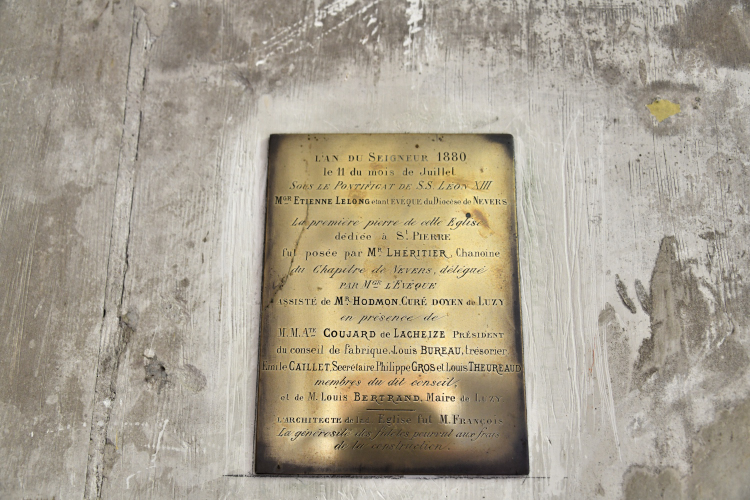 L'AN DU SEIGNEUR 1880
le 11 du mois de Juillet
SOUS LE PONTIFICAT DE S.S. LEON XIII
MGR ETIENNE LELONG étant EVEQUE du Diocèse de NEVERS
La première pierre de cette Eglise
dédiée à ST PIERRE
fut posée par MR LHERITIER, Chanoine
du Chapitre de NEVERS, délégué
PAR MGR L'EVEQUE
ASSISTÉ de MR HODMON, CURÉ DOYEN de LUZY
en présence de
M.M. ATE COUJARD de LACHEIZE PRÉSIDENT
du conseil de fabrique, Louis BUREAU, trésorier
le CAILLET, Secrétaire, Philippe GROS et Louis THEUREAUD
membres du dit conseil,
et de M. Louis BERTRAND, Maire de LUZY
L'ARCHITECTE de Eglise fut M. FRANÇOIS
La générosité des fidèles aux frais
de la construction.